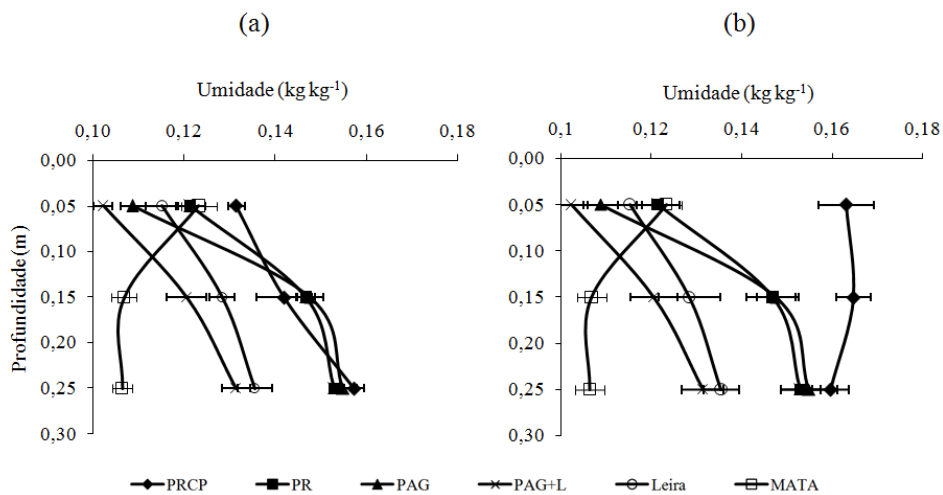 (a) (b)
Umidade (kg kg⁻¹) Umidade (kg kg⁻¹)
0,10 0,12 0,14 0,16 0,18 0,1 0,12 0,14 0,16 0,18
0,00 0,00
0,05 0,05
0,10 0,10
0,15 0,15
0,20 0,20
0,25 0,25
0,30 0,30
Profundidade (m)
PRCP PR PAG PAG+L Leira MATA